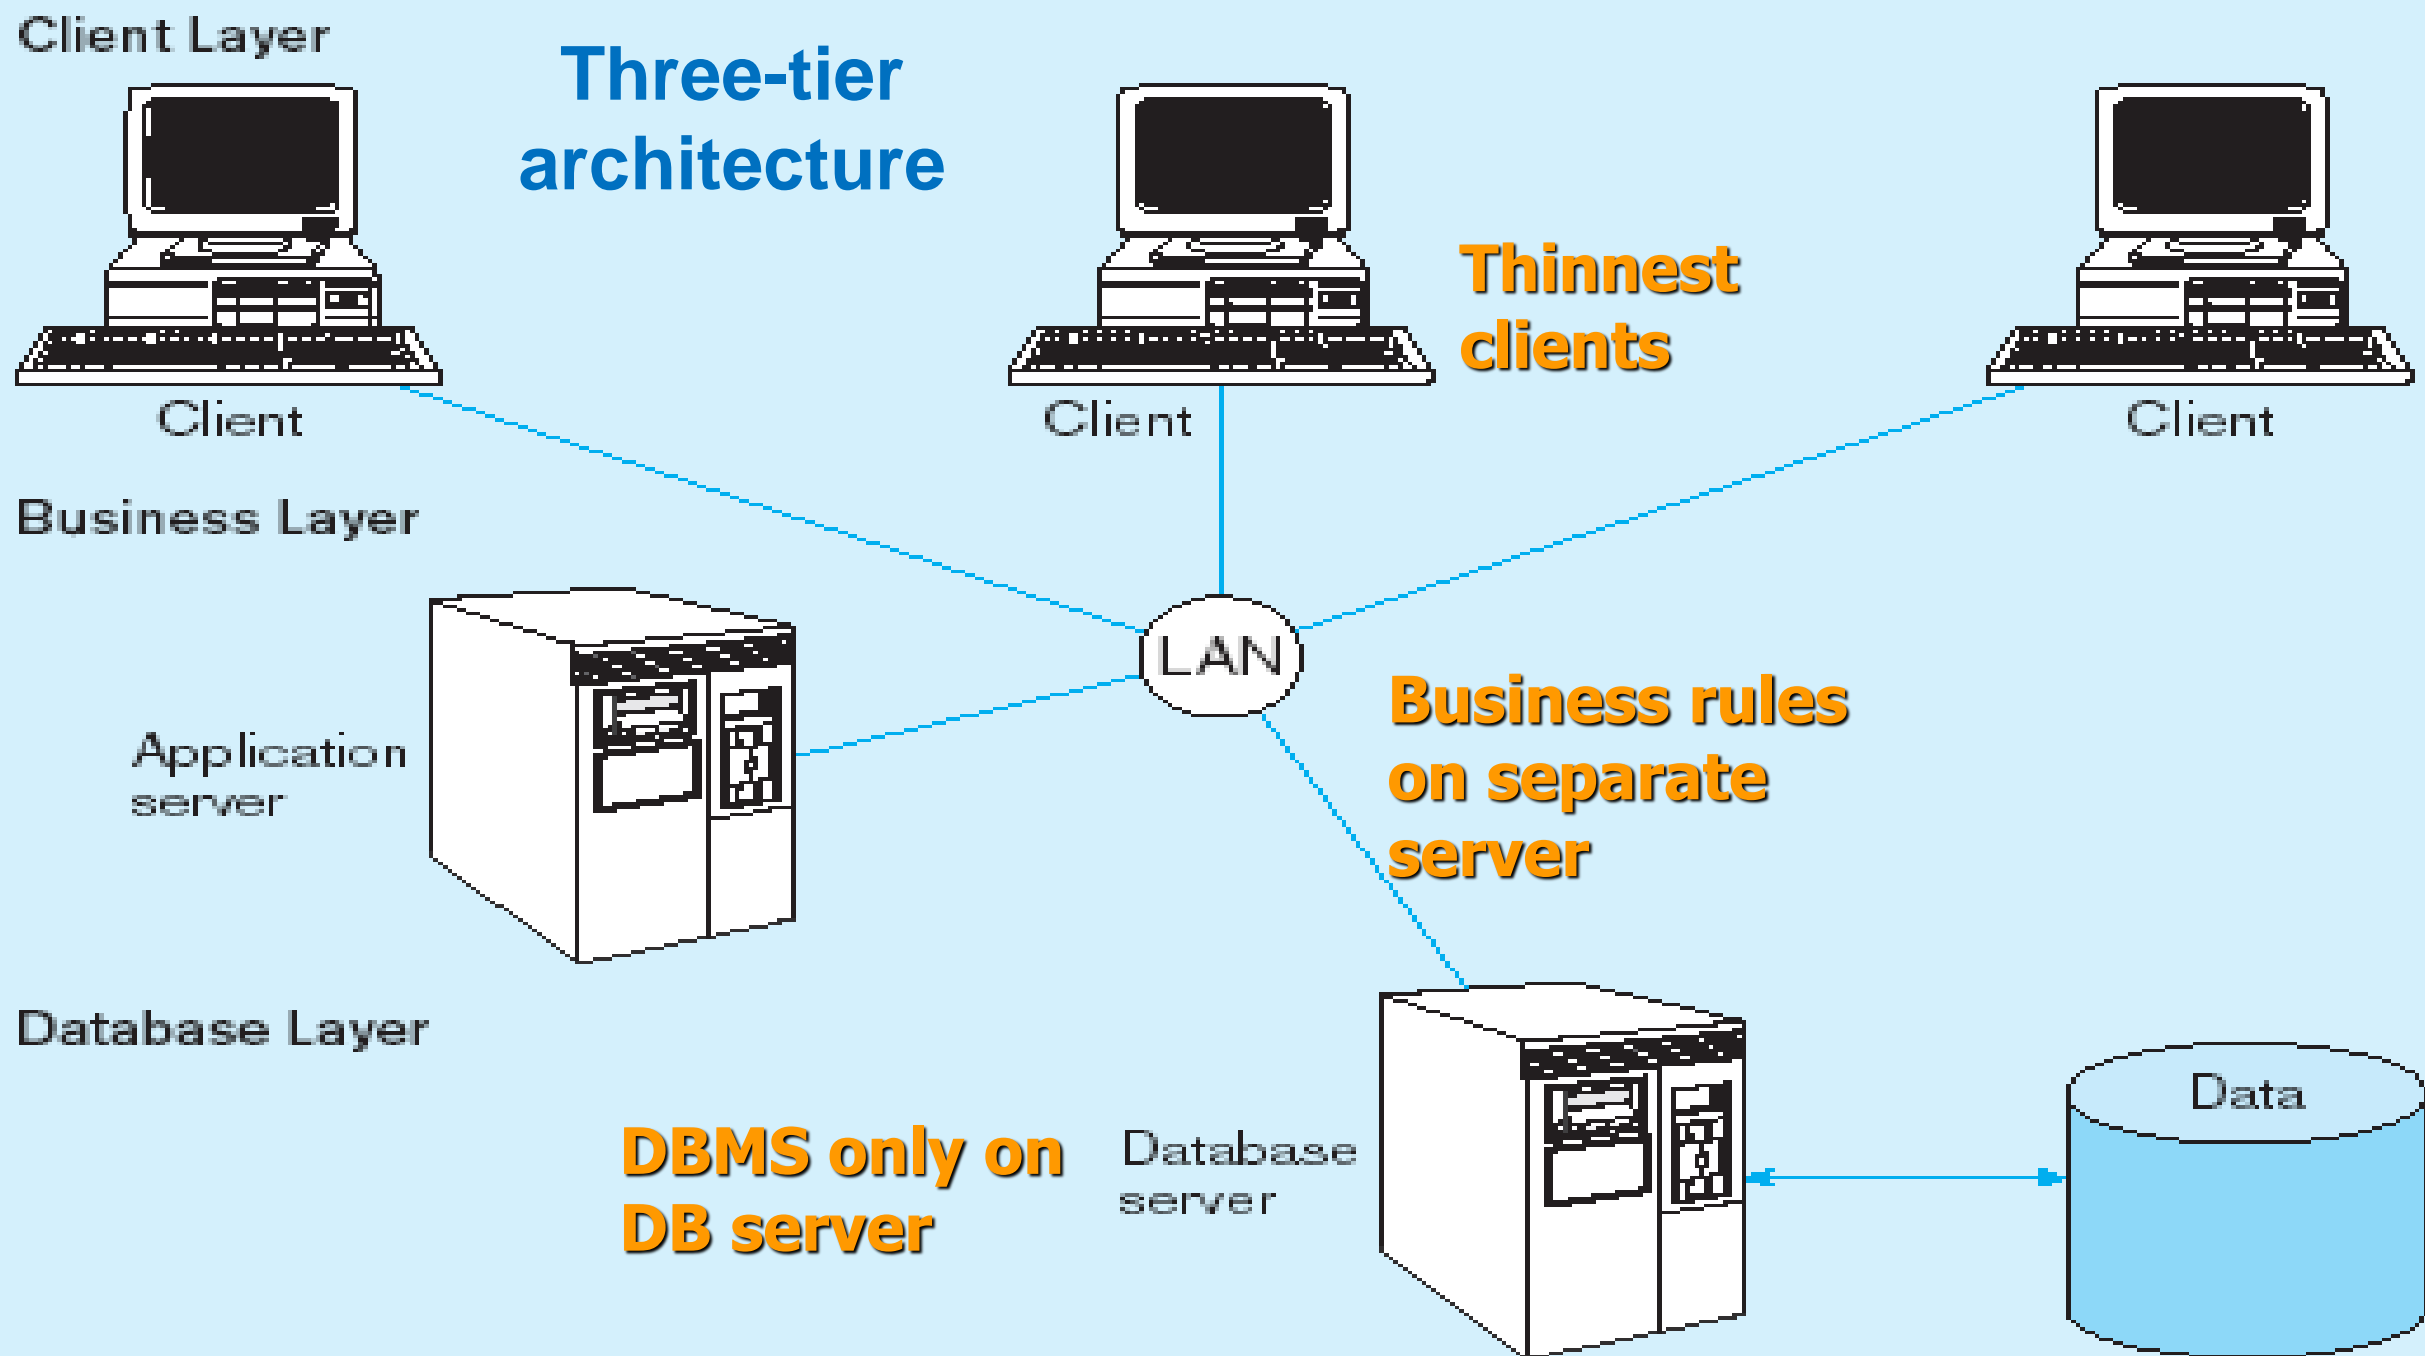 Client Layer
Three-tier
architecture
Thinnest
clients
Client
Client
Client
Business Layer
LAN
Application
server
Business rules
on separate
server
Database Layer
DBMS only on
DB server
Database
server
Data